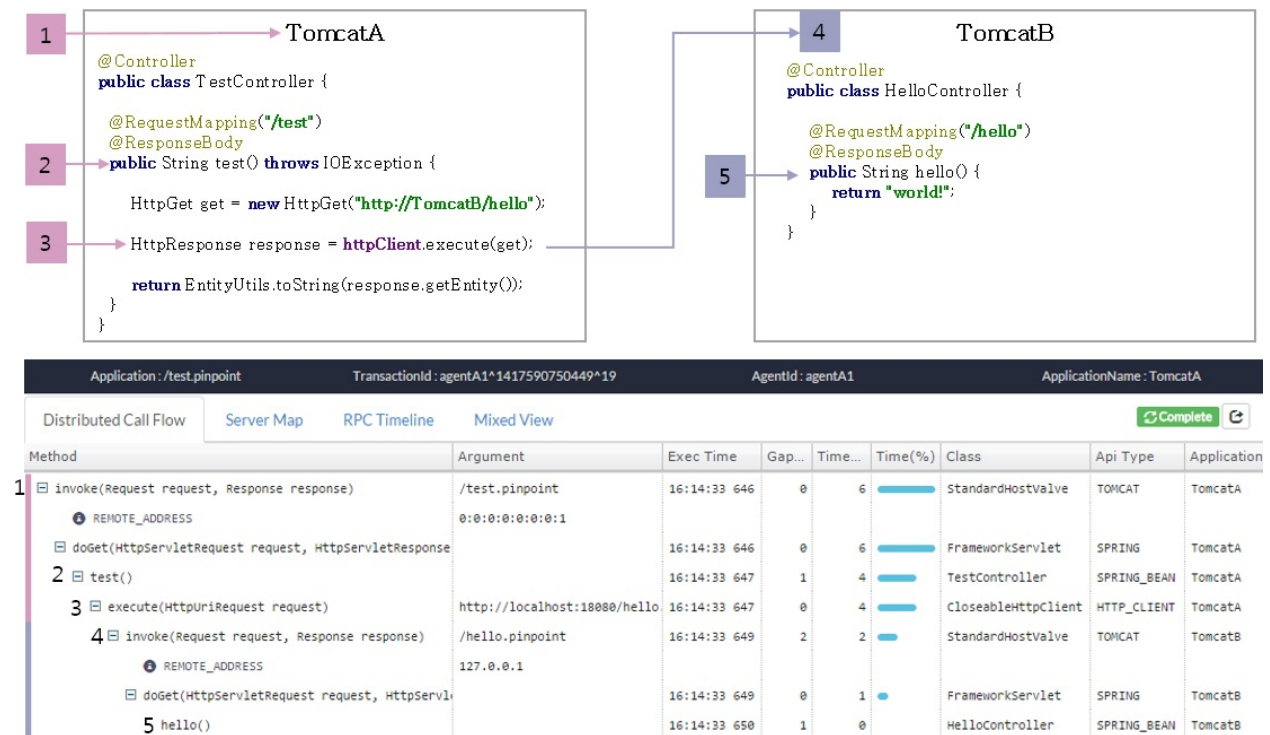 1
TomcatA
@Controller
public class TestController {
@RequestMapping("/test")
@ResponseBody
2
public String test() throws IOException {
HttpGet get = new HttpGet("http://TomcatB/hello");
3
HttpResponse response = httpClient.execute(get);
return EntityUtils.toString(response.getEntity());
}
}
4
TomcatB
@Controller
public class HelloController {
@RequestMapping("/hello")
@ResponseBody
5
public String hello() {
return "world!";
}
}
Application : /test.pinpoint TransactionId : agentA1^1417590750449^19 AgentId : agentA1 ApplicationName : TomcatA
Distributed Call Flow Server Map RPC Timeline Mixed View Complete
Method Argument Exec Time Gap... Time... Time(%) Class Api Type Application
1 invoke(Request request, Response response) /test.pinpoint 16:14:33 646 0 6 StandardHostValve TOMCAT TomcatA
REMOTE_ADDRESS 0:0:0:0:0:0:0:1
doGet(HttpServletRequest request, HttpServletResponse 16:14:33 646 0 6 FrameworkServlet SPRING TomcatA
2 test() 16:14:33 647 1 4 TestController SPRING_BEAN TomcatA
3 execute(HttpUriRequest request) http://localhost:18080/hello. 16:14:33 647 0 4 CloseableHttpClient HTTP_CLIENT TomcatA
4 invoke(Request request, Response response) /hello.pinpoint 16:14:33 649 2 2 StandardHostValve TOMCAT TomcatB
REMOTE_ADDRESS 127.0.0.1
doGet(HttpServletRequest request, HttpServl 16:14:33 649 0 1 FrameworkServlet SPRING TomcatB
5 hello() 16:14:33 650 1 0 HelloController SPRING_BEAN TomcatB